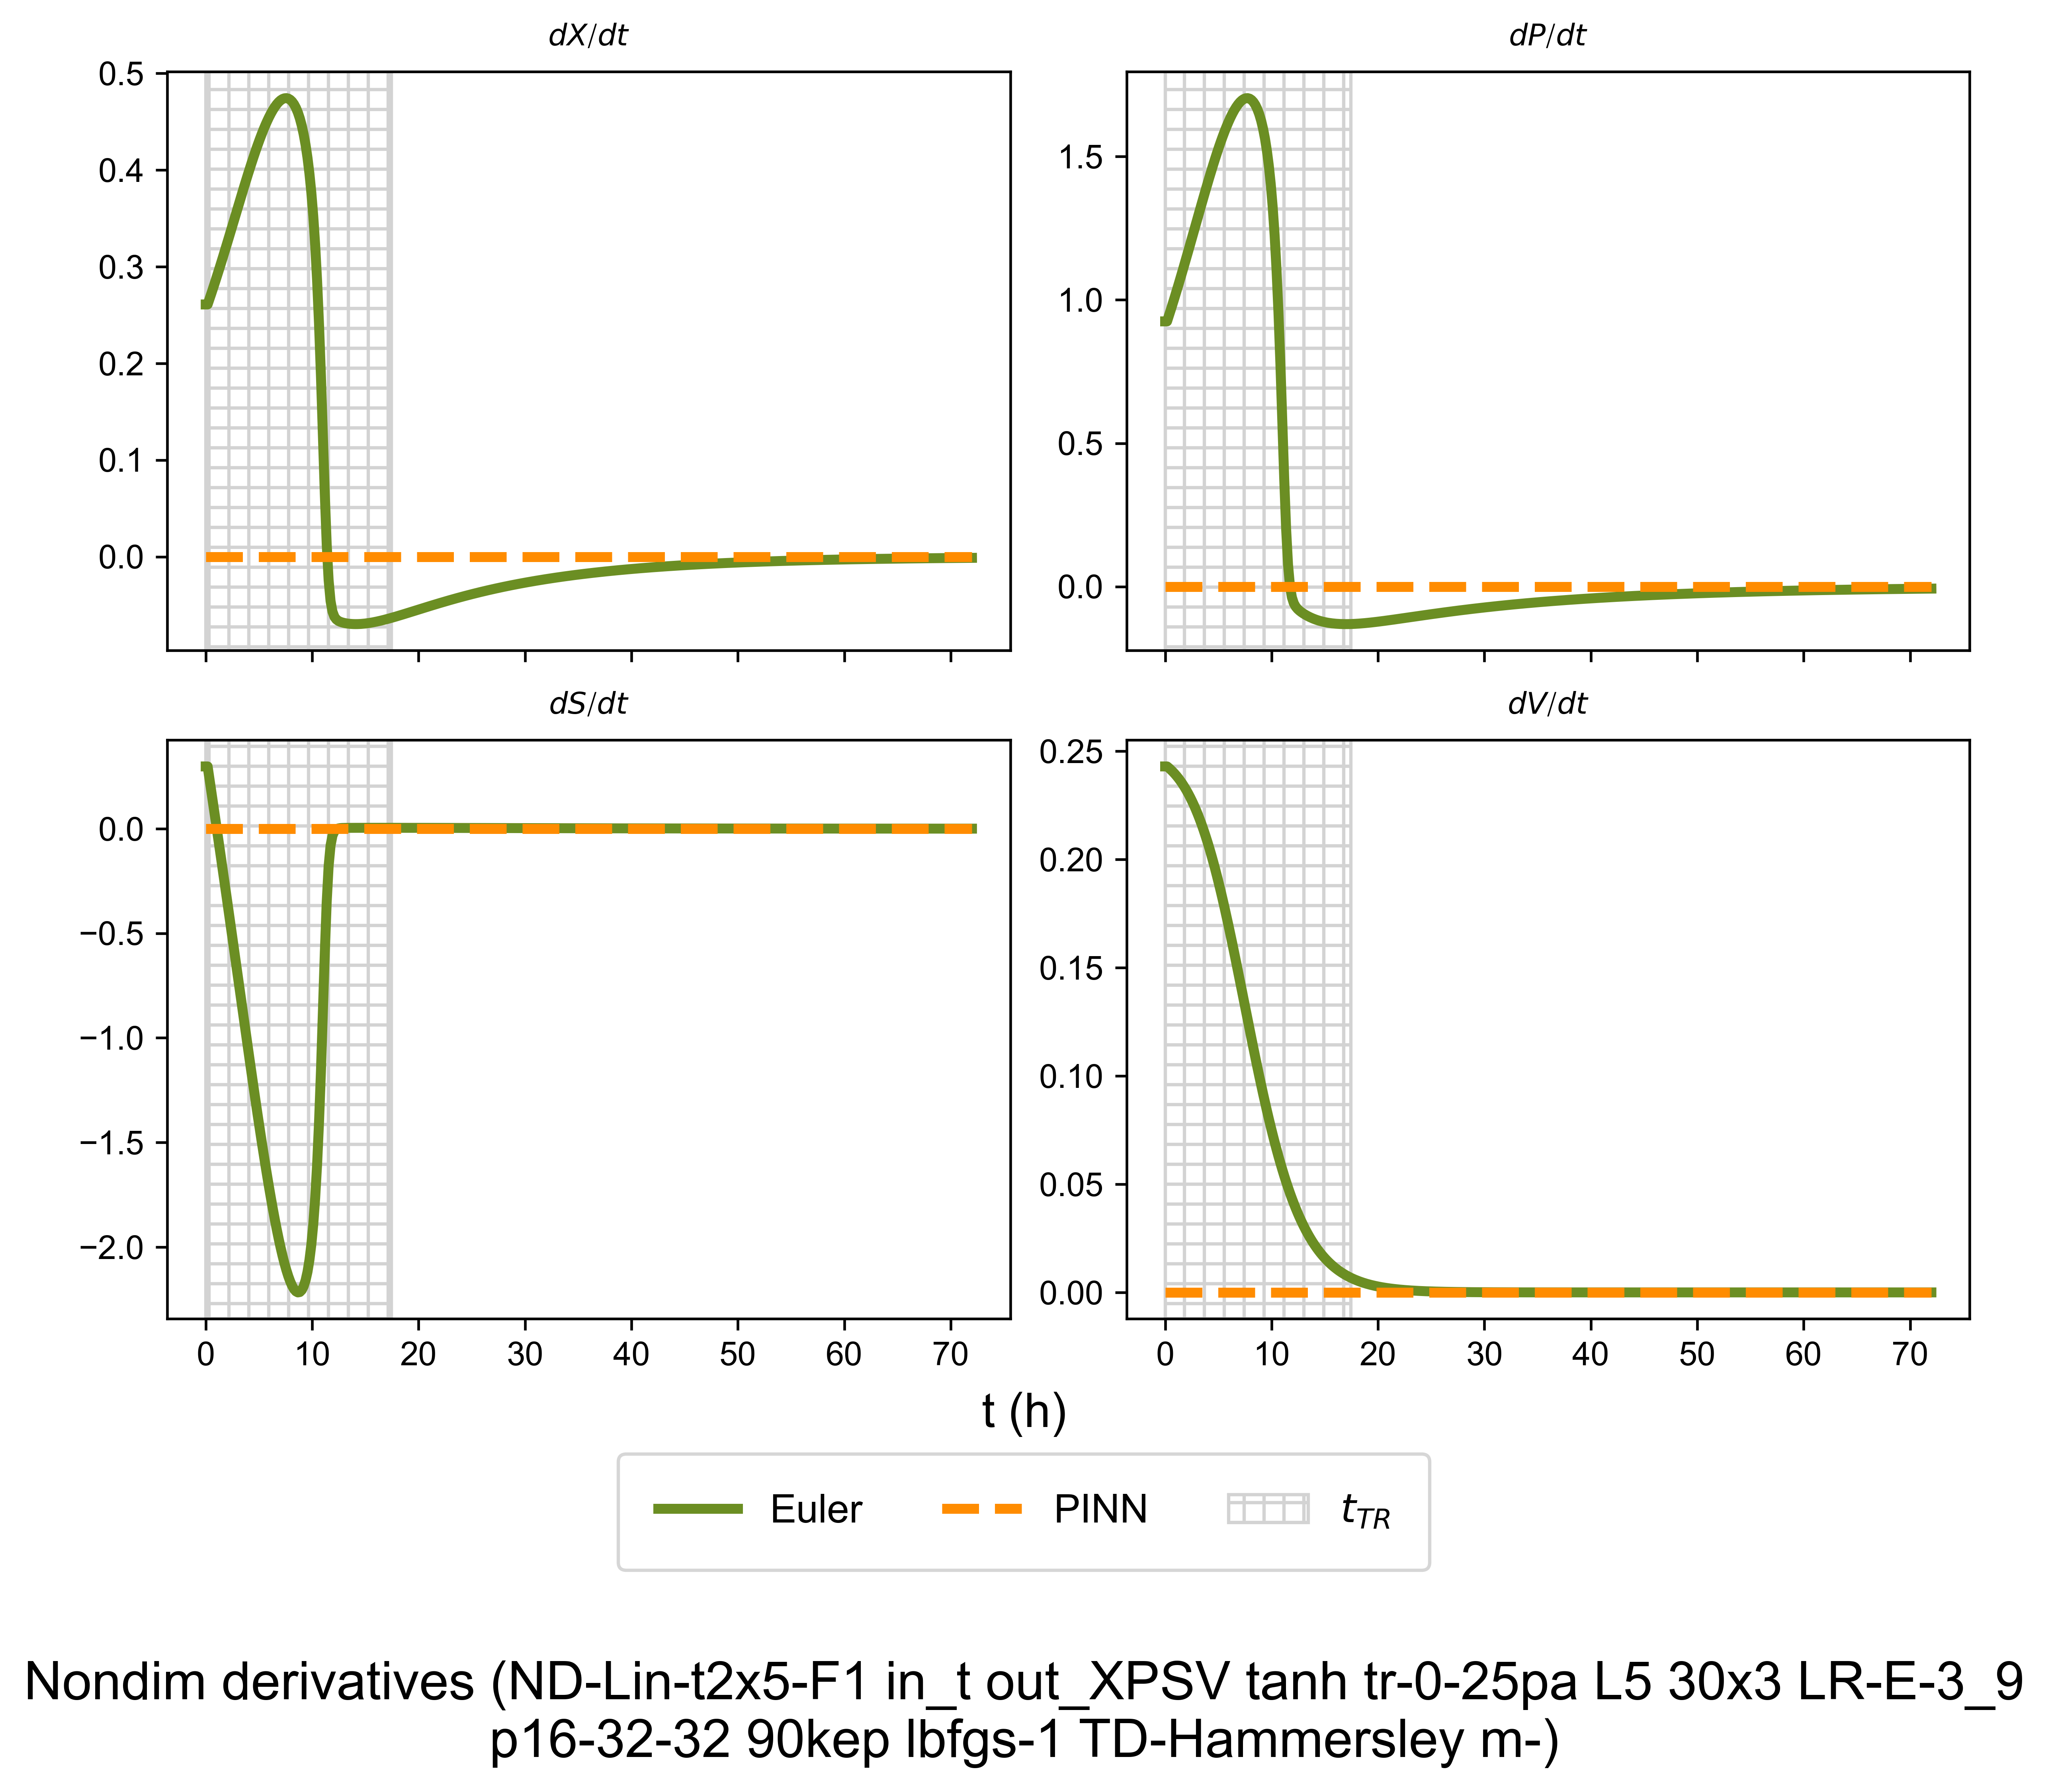 dX/dt
dP/dt
0.5
0.4
0.3
0.2
0.1
0.0
1.5
1.0
0.5
0.0
dS/dt
dV/dt
0.0
−0.5
−1.0
−1.5
−2.0
0 10 20 30 40 50 60 70
0.25
0.20
0.15
0.10
0.05
0.00
0 10 20 30 40 50 60 70
t (h)
Euler PINN t_{TR}
Nondim derivatives (ND-Lin-t2x5-F1 in_t out_XPSV tanh tr-0-25pa L5 30x3 LR-E-3_9
p16-32-32 90kep lbfgs-1 TD-Hammersley m-)